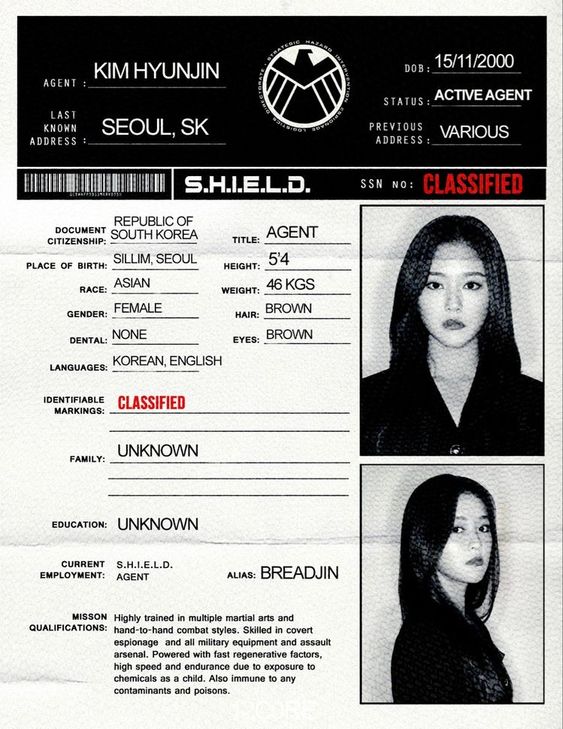 AGENT : KIM HYUNJIN
LAST KNOWN ADDRESS : SEOUL, SK
STRATEGIC HAZARD INTERVENTION ESPIONAGE LOGISTICS DIRECTORATE
DOB : 15/11/2000
STATUS : ACTIVE AGENT
PREVIOUS ADDRESS : VARIOUS
S.H.I.E.L.D.
SSN NO: CLASSIFIED
DOCUMENT CITIZENSHIP: REPUBLIC OF SOUTH KOREA
TITLE: AGENT
PLACE OF BIRTH: SILLIM, SEOUL
HEIGHT: 5'4
RACE: ASIAN
WEIGHT: 46 KGS
GENDER: FEMALE
HAIR: BROWN
DENTAL: NONE
EYES: BROWN
LANGUAGES: KOREAN, ENGLISH
IDENTIFIABLE MARKINGS: CLASSIFIED
FAMILY: UNKNOWN
EDUCATION: UNKNOWN
CURRENT EMPLOYMENT: S.H.I.E.L.D. AGENT
ALIAS: BREADJIN
MISSON QUALIFICATIONS:
Highly trained in multiple martial arts and
hand-to-hand combat styles. Skilled in covert
espionage and all military equipment and assault
arsenal. Powered with fast regenerative factors,
high speed and endurance due to exposure to
chemicals as a child. Also immune to any
contaminants and poisons.